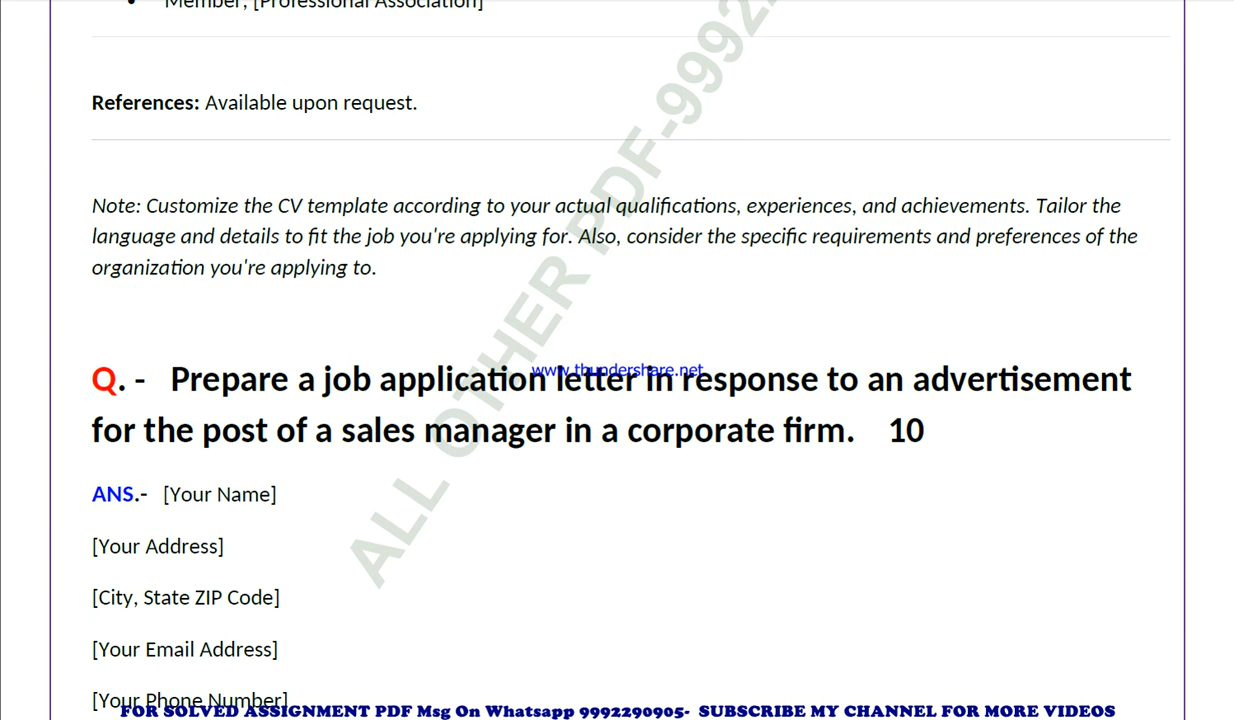 • Member, [Professional Association]
References: Available upon request.
Note: Customize the CV template according to your actual qualifications, experiences, and achievements. Tailor the
language and details to fit the job you're applying for. Also, consider the specific requirements and preferences of the
organization you're applying to.
www.thundershare.net
Q. - Prepare a job application letter in response to an advertisement
for the post of a sales manager in a corporate firm. 10
ANS.- [Your Name]
[Your Address]
[City, State ZIP Code]
[Your Email Address]
[Your Phone Number]
FOR SOLVED ASSIGNMENT PDF Msg On Whatsapp 9992290905- SUBSCRIBE MY CHANNEL FOR MORE VIDEOS
ALL OTHER PDF-999